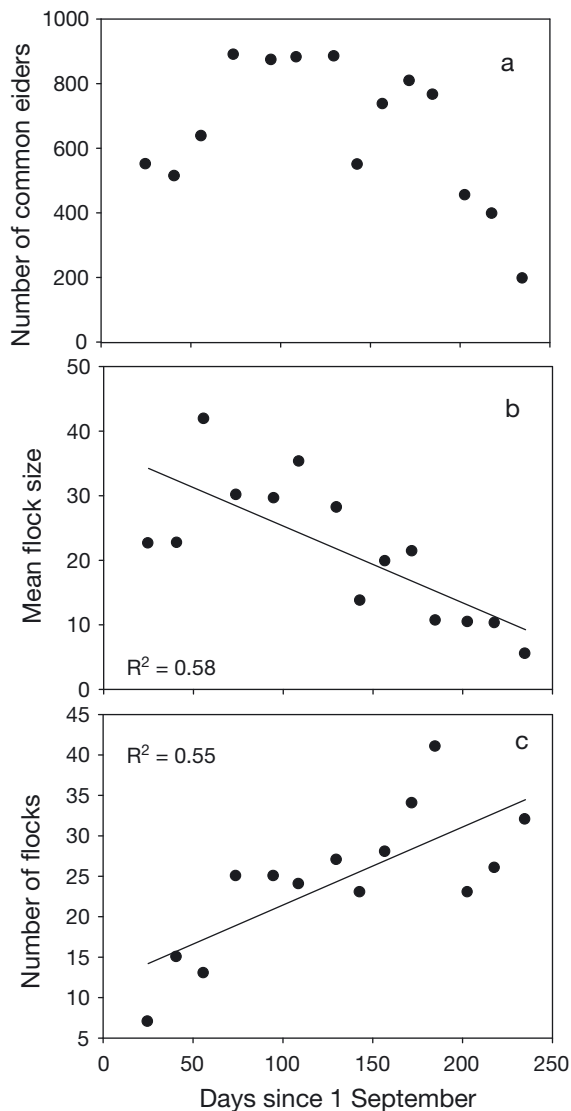 1000
800
600
400
200
0
Number of common eiders
a
50
40
30
20
10
0
Mean flock size
b
R² = 0.58
45
40
35
30
25
20
15
10
5
Number of flocks
R² = 0.55
c
0 50 100 150 200 250
Days since 1 September